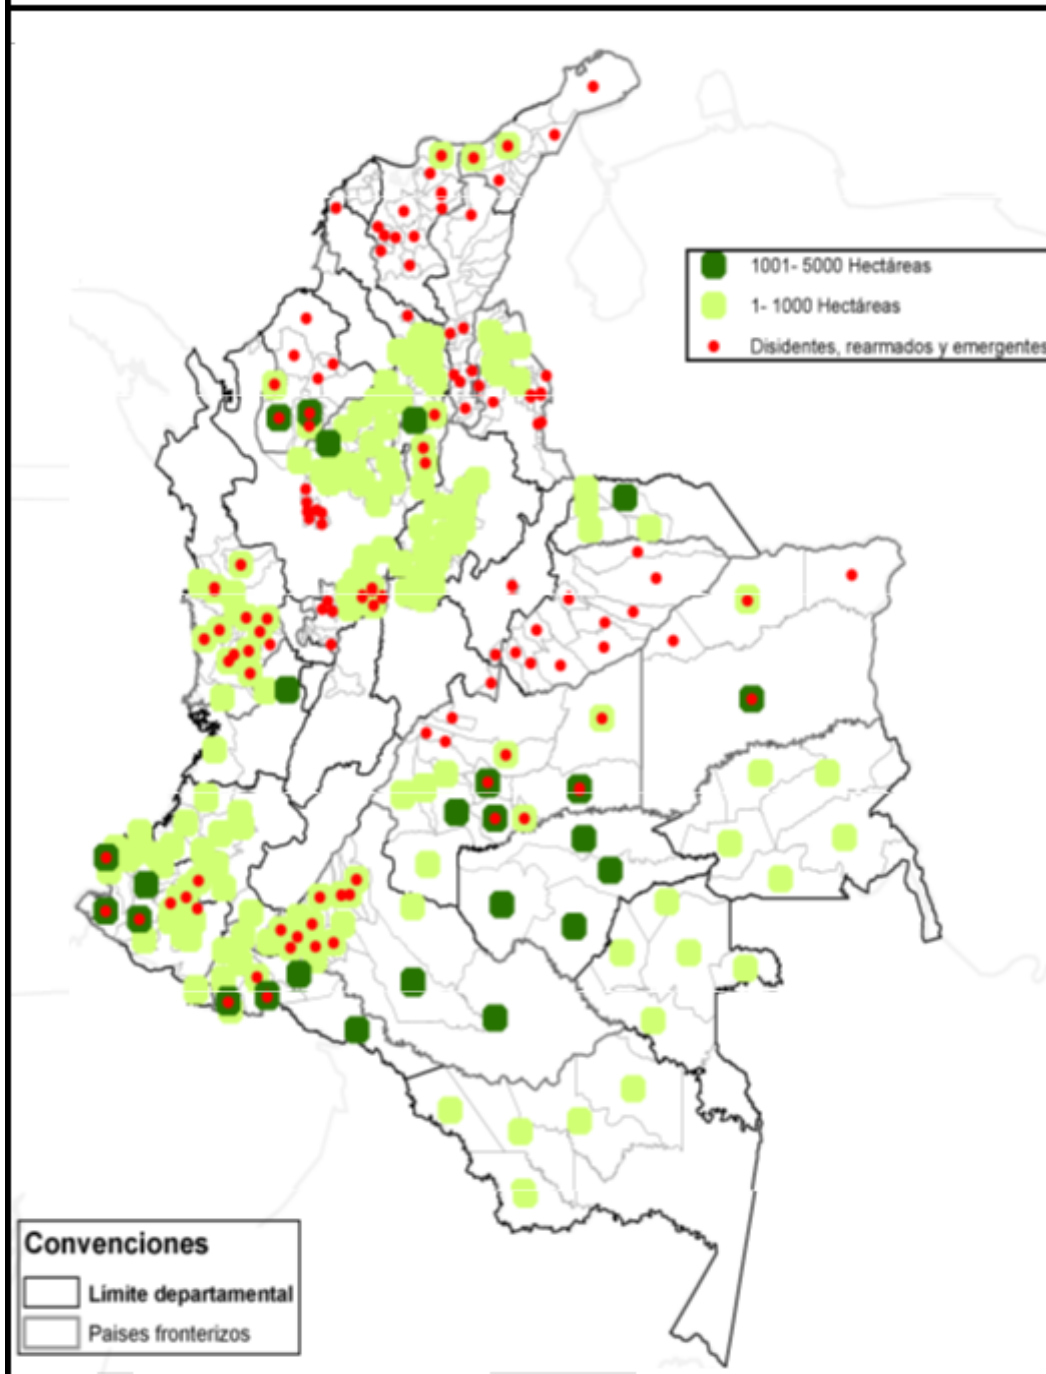 1001- 5000 Hectáreas
1- 1000 Hectáreas
Disidentes, rearmados y emergentes
Convenciones
Límite departamental
Paises fronterizos